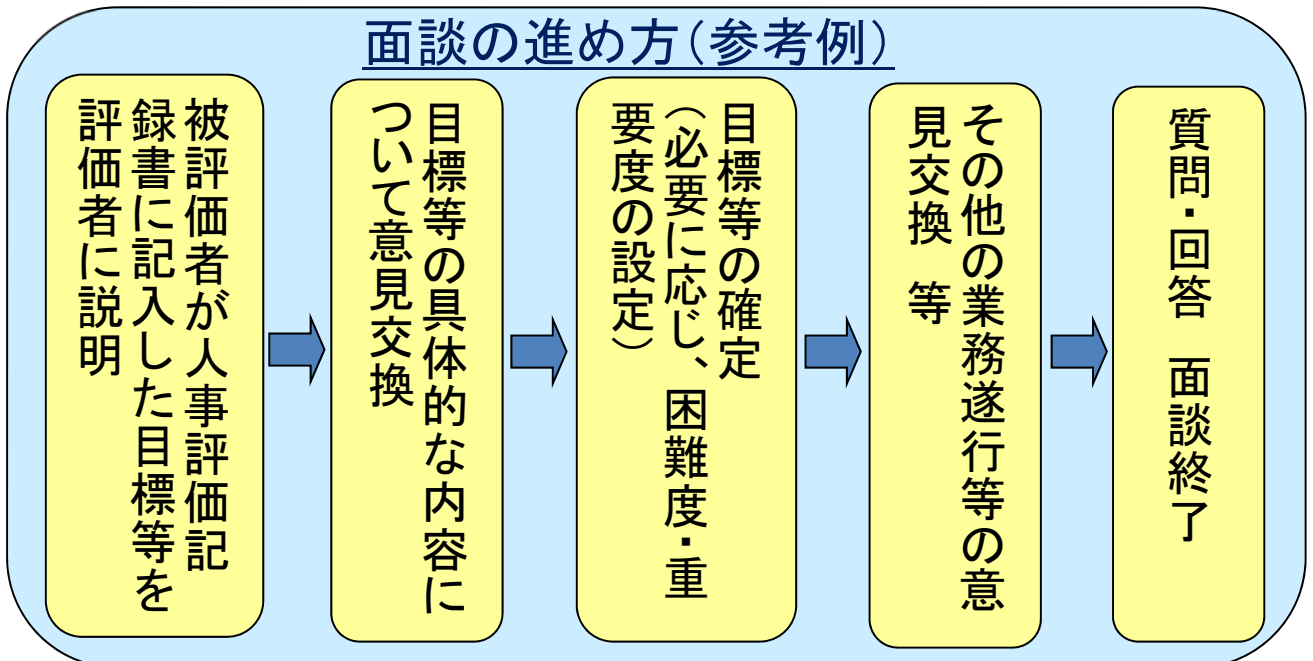 面談の進め方(参考例)
被評価者が人事評価記
録書に記入した目標等を
評価者に説明
目標等の具体的な内容に
ついて意見交換
目標等の確定
(必要に応じ、困難度・重
要度の設定)
その他の業務遂行等の意
見交換 等
質問・回答 面談終了